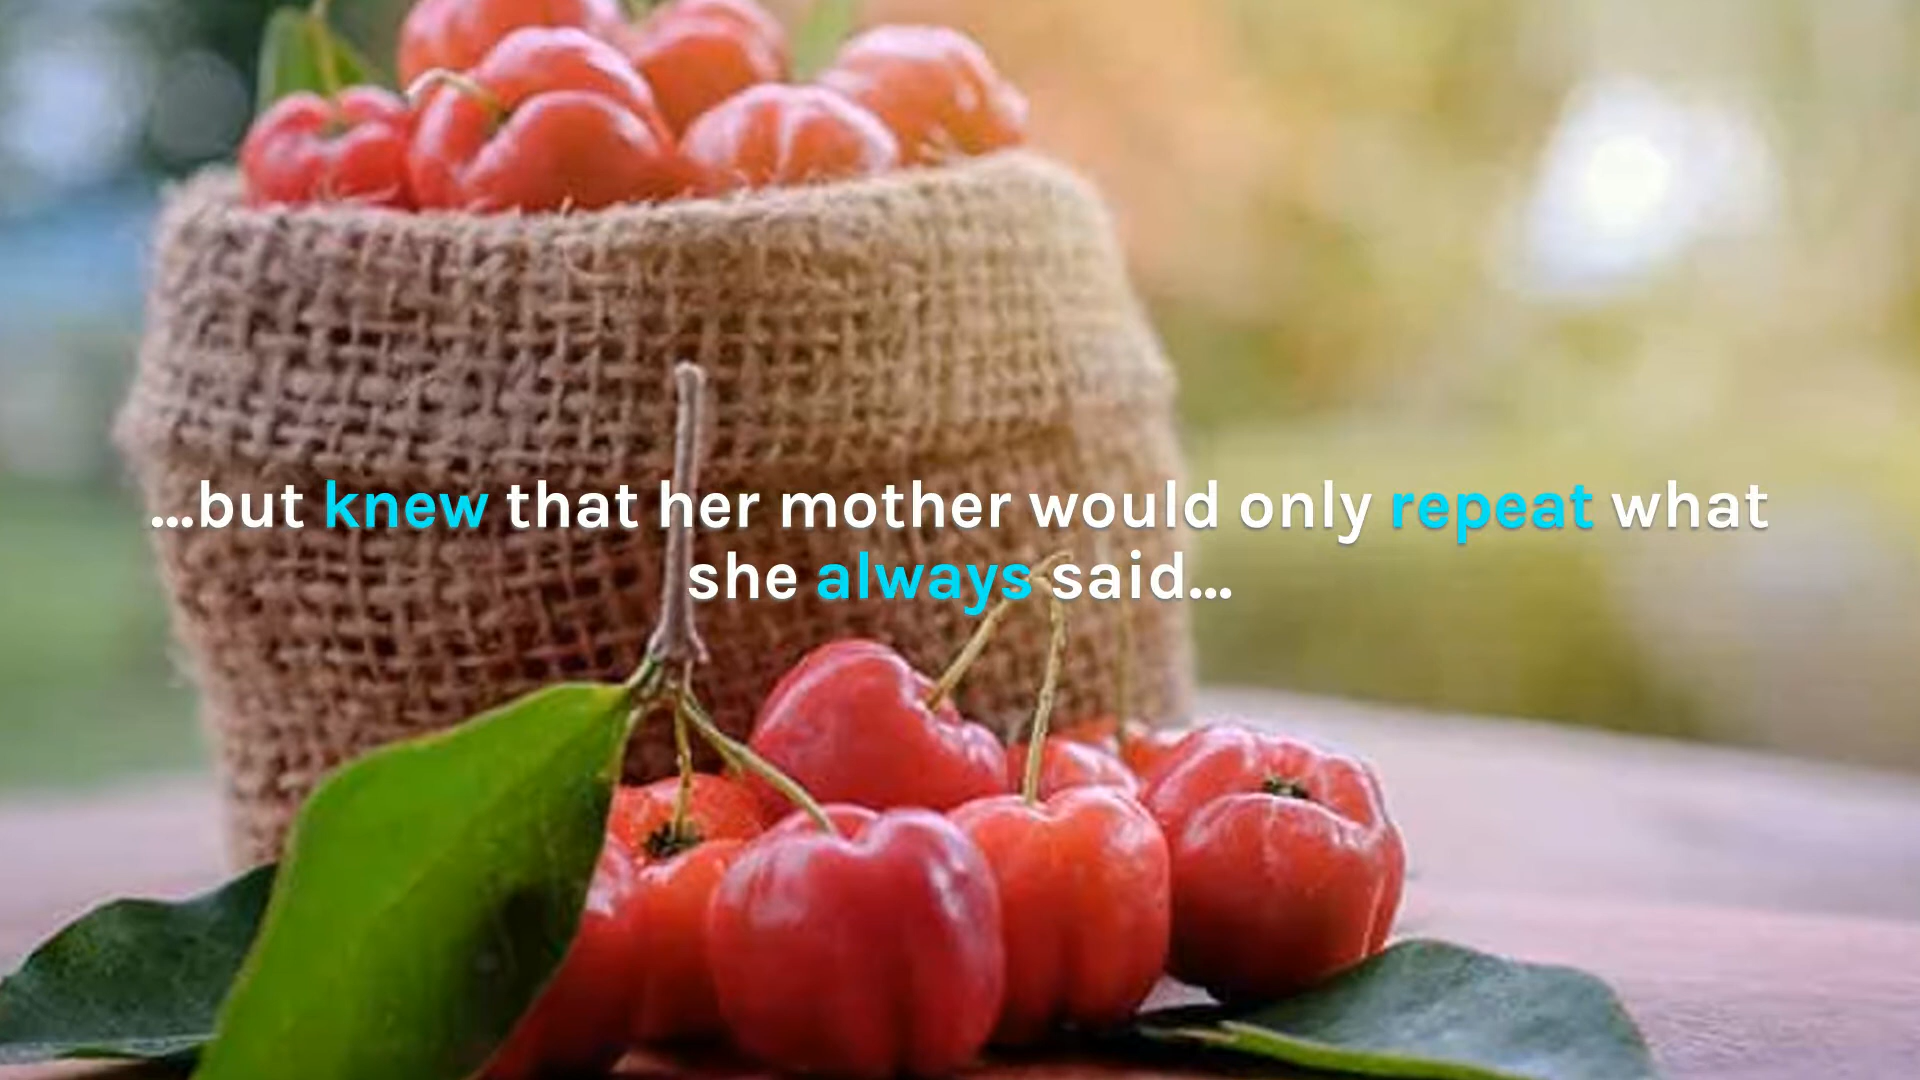 ...but knew that her mother would only repeat what
she always said...